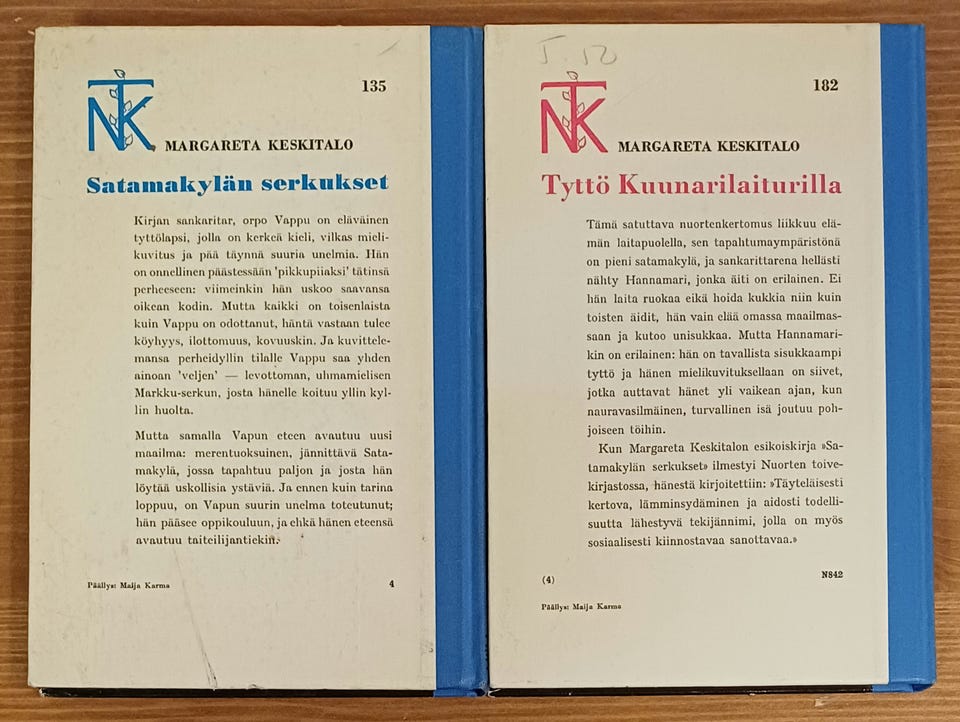 NTK
135
MARGARETA KESKITALO
Satamakylän serkukset
Kirjan sankaritar, orpo Vappu on eläväinen
tyttölapsi, jolla on kerkeä kieli, vilkas mieli-
kuvitus ja pää täynnä suuria unelmia. Hän
on onnellinen päästessään 'pikkupiiaksi' tätinsä
perheeseen: viimeinkin hän uskoo saavansa
oikean kodin. Mutta kaikki on toisenlaista
kuin Vappu on odottanut, häntä vastaan tulee
köyhyys, ilottomuus, kovuuskin. Ja kuvittele-
mansa perheidyllin tilalle Vappu saa yhden
ainoan 'veljen' — levottoman, uhmamielisen
Markku-serkun, josta hänelle koituu yllin kyl-
lin huolta.
Mutta samalla Vapun eteen avautuu uusi
maailma: merentuoksuinen, jännittävä Sata-
makylä, jossa tapahtuu paljon ja josta hän
löytää uskollisia ystäviä. Ja ennen kuin tarina
loppuu, on Vapun suurin unelma toteutunut;
hän pääsee oppikouluun, ja ehkä hänen eteensä
avautuu taiteilijantiekin.
Päällys: Maija Karma
4
I. 12
NTK
182
MARGARETA KESKITALO
Tyttö Kuunarilaiturilla
Tämä satuttava nuortenkertomus liikkuu elä-
män laitapuolella, sen tapahtumaympäristönä
on pieni satamakylä, ja sankarittarena hellästi
nähty Hannamari, jonka äiti on erilainen. Ei
hän laita ruokaa eikä hoida kukkia niin kuin
toisten äidit, hän vain elää omassa maailmas-
saan ja kutoo unisukkaa. Mutta Hannamari-
kin on erilainen: hän on tavallista sisukkaampi
tyttö ja hänen mielikuvituksellaan on siivet,
jotka auttavat hänet yli vaikean ajan, kun
nauravasilmäinen, turvallinen isä joutuu poh-
joiseen töihin.
Kun Margareta Keskitalon esikoiskirja »Sa-
tamakylän serkukset» ilmestyi Nuorten toive-
kirjastossa, hänestä kirjoitettiin: »Täyteläisesti
kertova, lämminsydäminen ja aidosti todelli-
suutta lähestyvä tekijännimi, jolla on myös
sosiaalisesti kiinnostavaa sanottavaa.»
(4)
N842
Päällys: Maija Karma